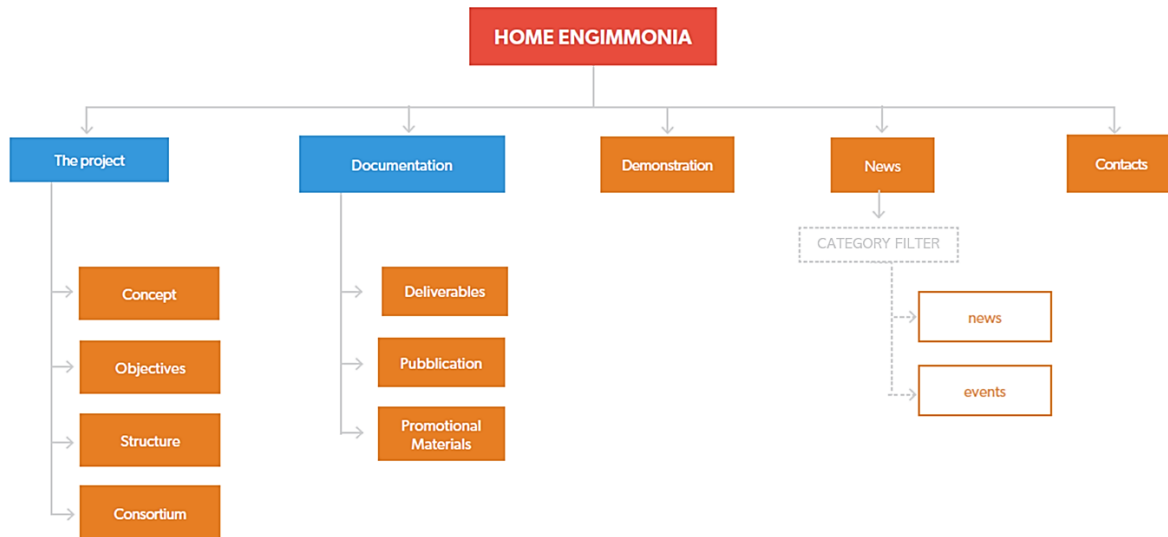 HOME ENGIMMONIA
The project
Documentation
Demonstration
News
Contacts
CATEGORY FILTER
Concept
Objectives
Structure
Consortium
Deliverables
Pubblication
Promotional
Materials
news
events